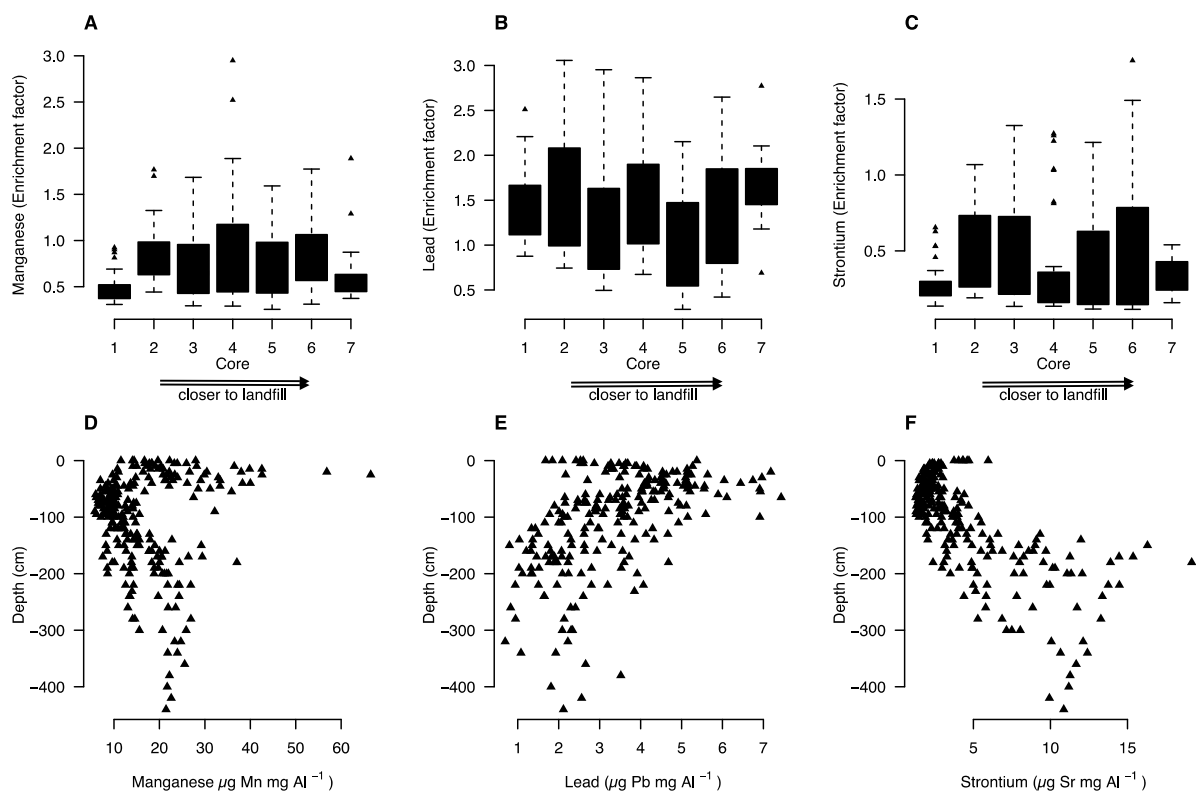 A
B
C
Manganese (Enrichment factor)
3.0
2.5
2.0
1.5
1.0
0.5
1 2 3 4 5 6 7
Core
closer to landfill
Lead (Enrichment factor)
3.0
2.5
2.0
1.5
1.0
0.5
1 2 3 4 5 6 7
Core
closer to landfill
Strontium (Enrichment factor)
1.5
1.0
0.5
1 2 3 4 5 6 7
Core
closer to landfill
D
E
F
Depth (cm)
0
−100
−200
−300
−400
10 20 30 40 50 60
Manganese µg Mn mg Al −1 )
Depth (cm)
0
−100
−200
−300
−400
1 2 3 4 5 6 7
Lead (µg Pb mg Al −1 )
Depth (cm)
0
−100
−200
−300
−400
5 10 15
Strontium (µg Sr mg Al −1 )